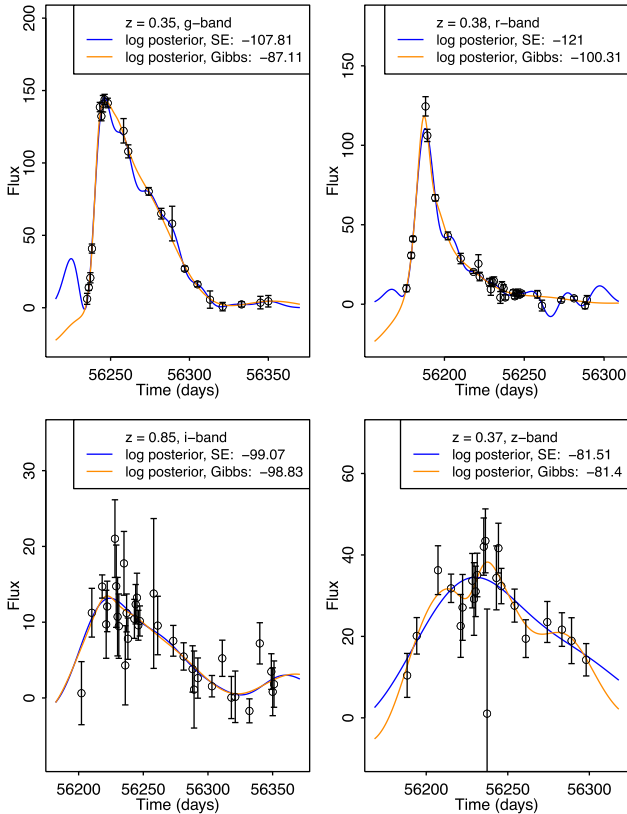 z = 0.35, g-band
log posterior, SE: −107.81
log posterior, Gibbs: −87.11
Flux
0
50
100
150
200
56250
56300
56350
Time (days)
z = 0.38, r-band
log posterior, SE: −121
log posterior, Gibbs: −100.31
Flux
0
50
100
150
56200
56250
56300
Time (days)
z = 0.85, i-band
log posterior, SE: −99.07
log posterior, Gibbs: −98.83
Flux
0
10
20
30
56200
56250
56300
56350
Time (days)
z = 0.37, z-band
log posterior, SE: −81.51
log posterior, Gibbs: −81.4
Flux
0
20
40
60
56200
56250
56300
Time (days)